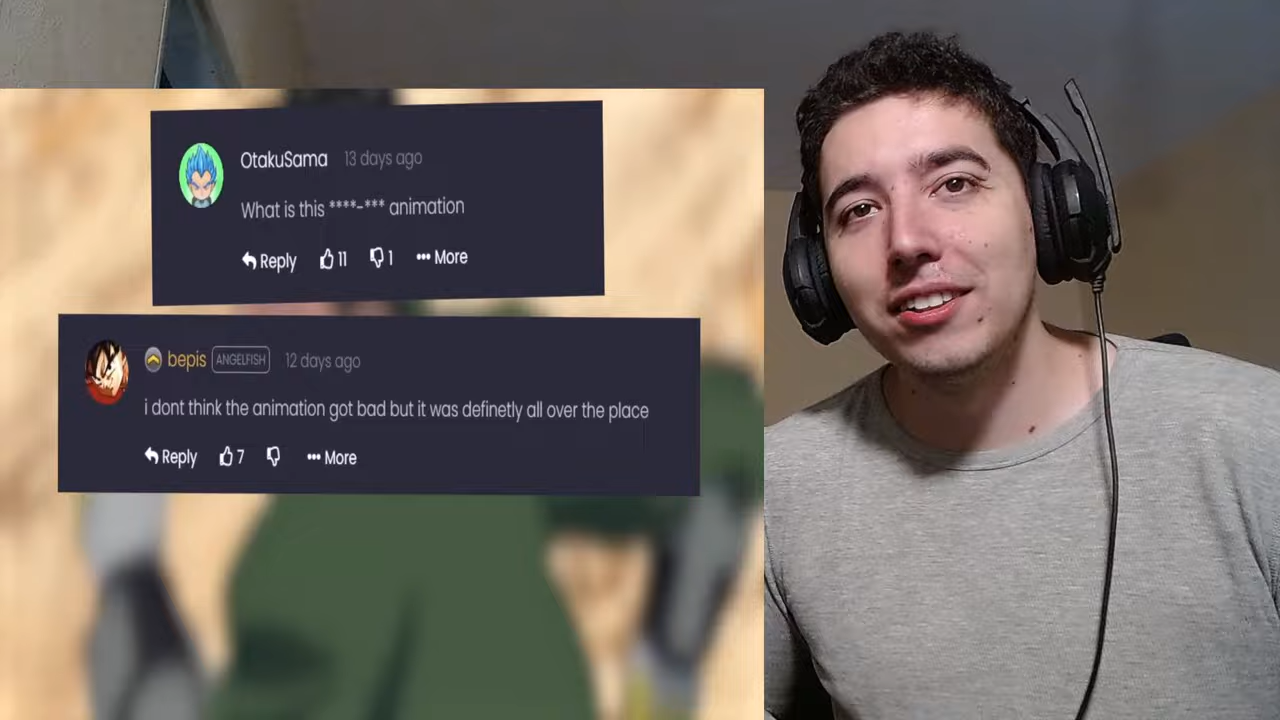 OtakuSama 13 days ago
What is this ****-*** animation
Reply 11 1 ••• More
bepis ANGELFISH 12 days ago
i dont think the animation got bad but it was definetly all over the place
Reply 7 ••• More